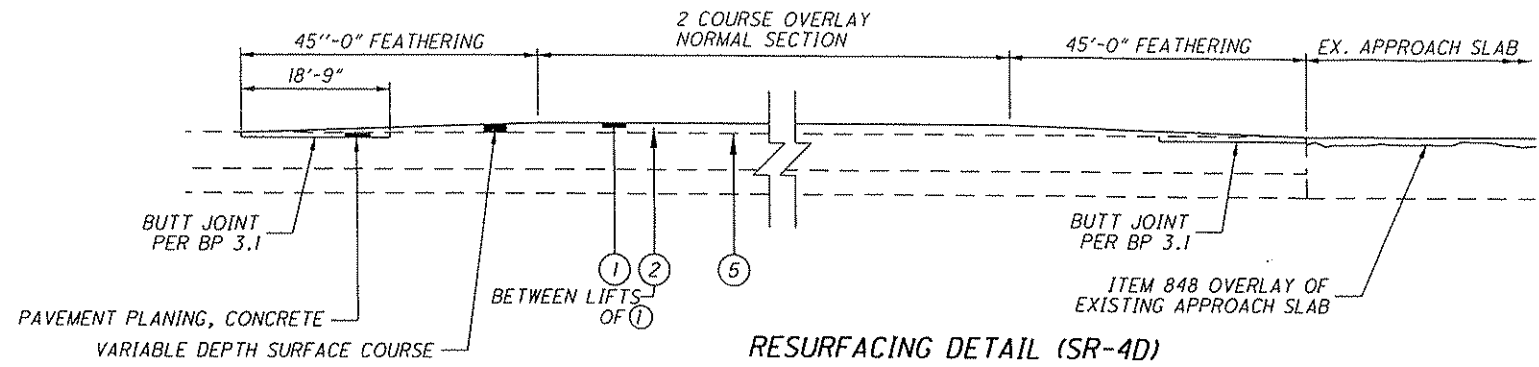 2 COURSE OVERLAY
NORMAL SECTION
45''-0" FEATHERING
45'-0" FEATHERING
EX. APPROACH SLAB
18'-9"
BUTT JOINT
PER BP 3.1
1
2
5
BETWEEN LIFTS
OF 1
BUTT JOINT
PER BP 3.1
ITEM 848 OVERLAY OF
EXISTING APPROACH SLAB
PAVEMENT PLANING, CONCRETE
VARIABLE DEPTH SURFACE COURSE
RESURFACING DETAIL (SR-4D)